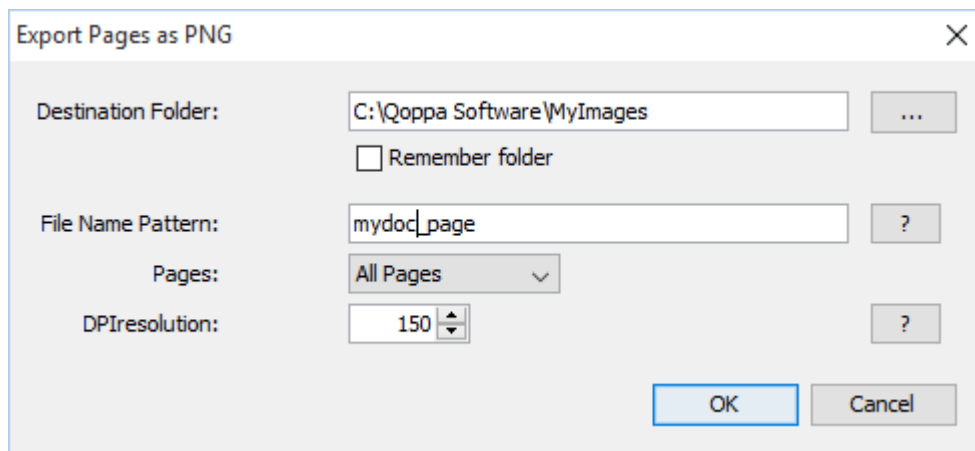 Export Pages as PNG
Destination Folder: C:\Qoppa Software\MyImages ...
Remember folder
File Name Pattern: mydoc_page ?
Pages: All Pages
DPIresolution: 150 ?
OK Cancel